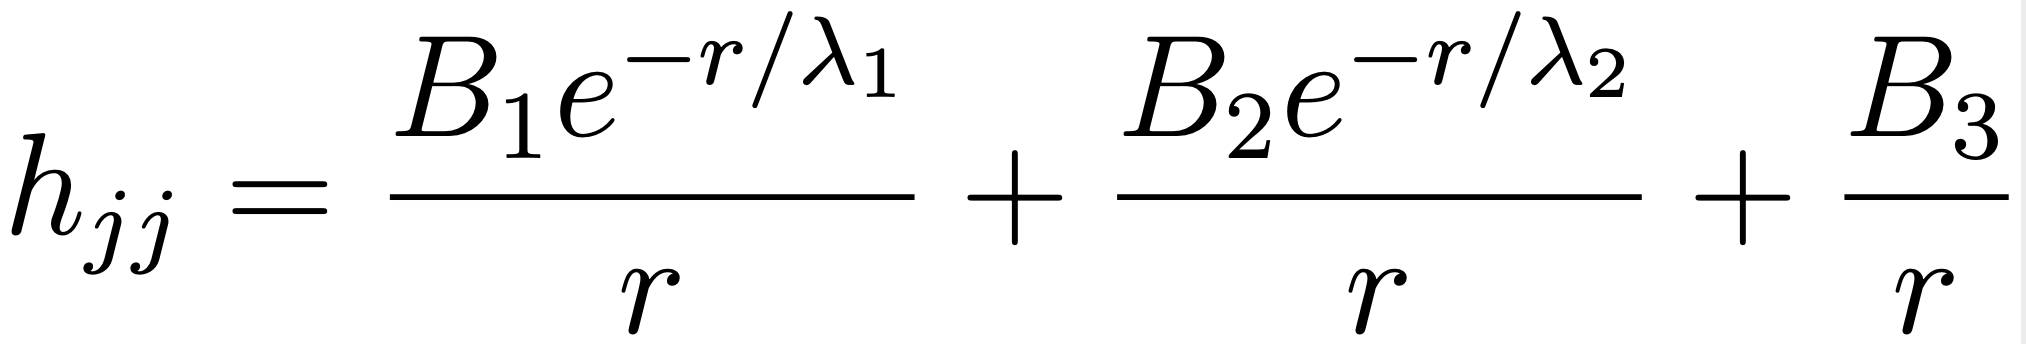 h_{jj} = \frac{B_1 e^{-r/\lambda_1}}{r} + \frac{B_2 e^{-r/\lambda_2}}{r} + \frac{B_3}{r}